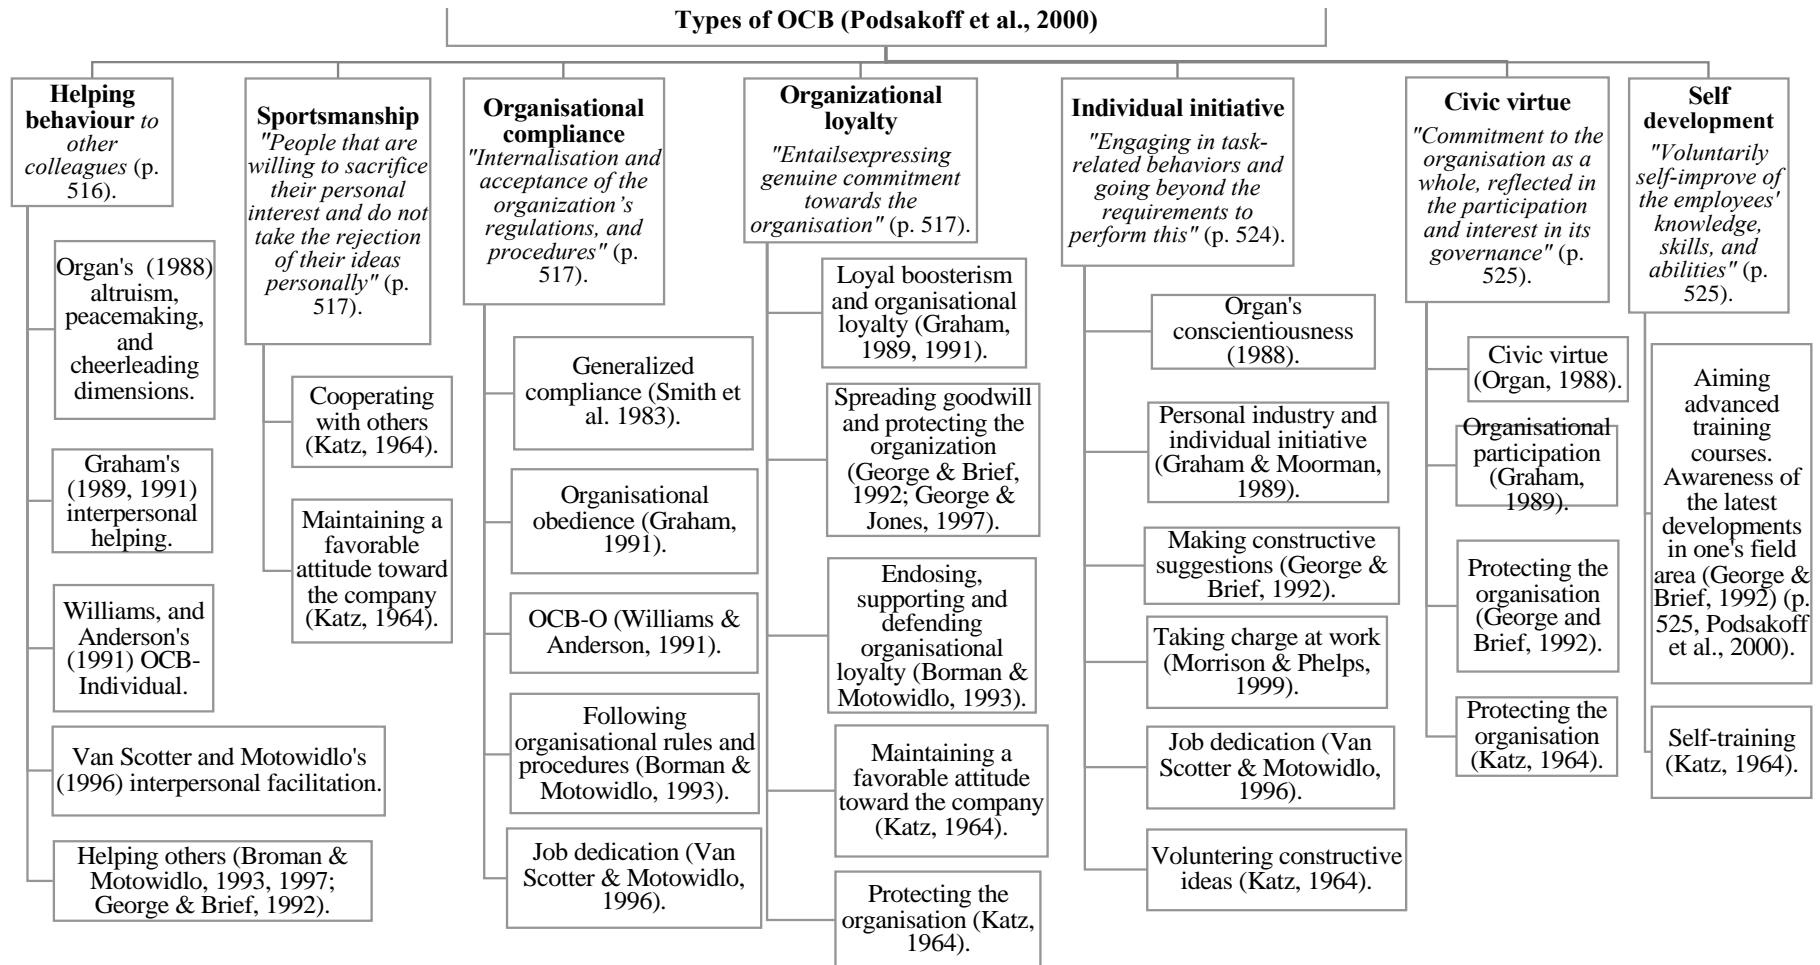 Types of OCB (Podsakoff et al., 2000)
Helping
behaviour to
other
colleagues (p.
516).
Organ's (1988)
altruism,
peacemaking,
and
cheerleading
dimensions.
Graham's
(1989, 1991)
interpersonal
helping.
Williams, and
Anderson's
(1991) OCB-
Individual.
Van Scotter and Motowidlo's
(1996) interpersonal facilitation.
Helping others (Broman &
Motowidlo, 1993, 1997;
George & Brief, 1992).
Sportsmanship
"People that are
willing to sacrifice
their personal
interest and do not
take the rejection
of their ideas
personally" (p.
517).
Cooperating
with others
(Katz, 1964).
Maintaining a
favorable
attitude toward
the company
(Katz, 1964).
Organisational
compliance
"Internalisation and
acceptance of the
organization’s
regulations, and
procedures" (p.
517).
Generalized
compliance (Smith et
al. 1983).
Organisational
obedience (Graham,
1991).
OCB-O (Williams &
Anderson, 1991).
Following
organisational rules and
procedures (Borman &
Motowidlo, 1993).
Job dedication (Van
Scotter & Motowidlo,
1996).
Organizational
loyalty
"Entailsexpressing
genuine commitment
towards the
organisation" (p. 517).
Loyal boosterism
and organisational
loyalty (Graham,
1989, 1991).
Spreading goodwill
and protecting the
organization
(George & Brief,
1992; George &
Jones, 1997).
Endosing,
supporting and
defending
organisational
loyalty (Borman &
Motowidlo, 1993).
Maintaining a
favorable attitude
toward the company
(Katz, 1964).
Protecting the
organisation (Katz,
1964).
Individual initiative
"Engaging in task-
related behaviors and
going beyond the
requirements to
perform this" (p. 524).
Organ's
conscientiousness
(1988).
Personal industry and
individual initiative
(Graham & Moorman,
1989).
Making constructive
suggestions (George &
Brief, 1992).
Taking charge at work
(Morrison & Phelps,
1999).
Job dedication (Van
Scotter & Motowidlo,
1996).
Voluntering constructive
ideas (Katz, 1964).
Civic virtue
"Commitment to the
organisation as a
whole, reflected in
the participation
and interest in its
governance" (p.
525).
Civic virtue
(Organ, 1988).
Organisational
participation
(Graham,
1989).
Protecting the
organisation
(George and
Brief, 1992).
Protecting the
organisation
(Katz, 1964).
Self
development
"Voluntarily
self-improve of
the employees'
knowledge,
skills, and
abilities" (p.
525).
Aiming
advanced
training
courses.
Awareness of
the latest
developments
in one's field
area (George &
Brief, 1992) (p.
525, Podsakoff
et al., 2000).
Self-training
(Katz, 1964).